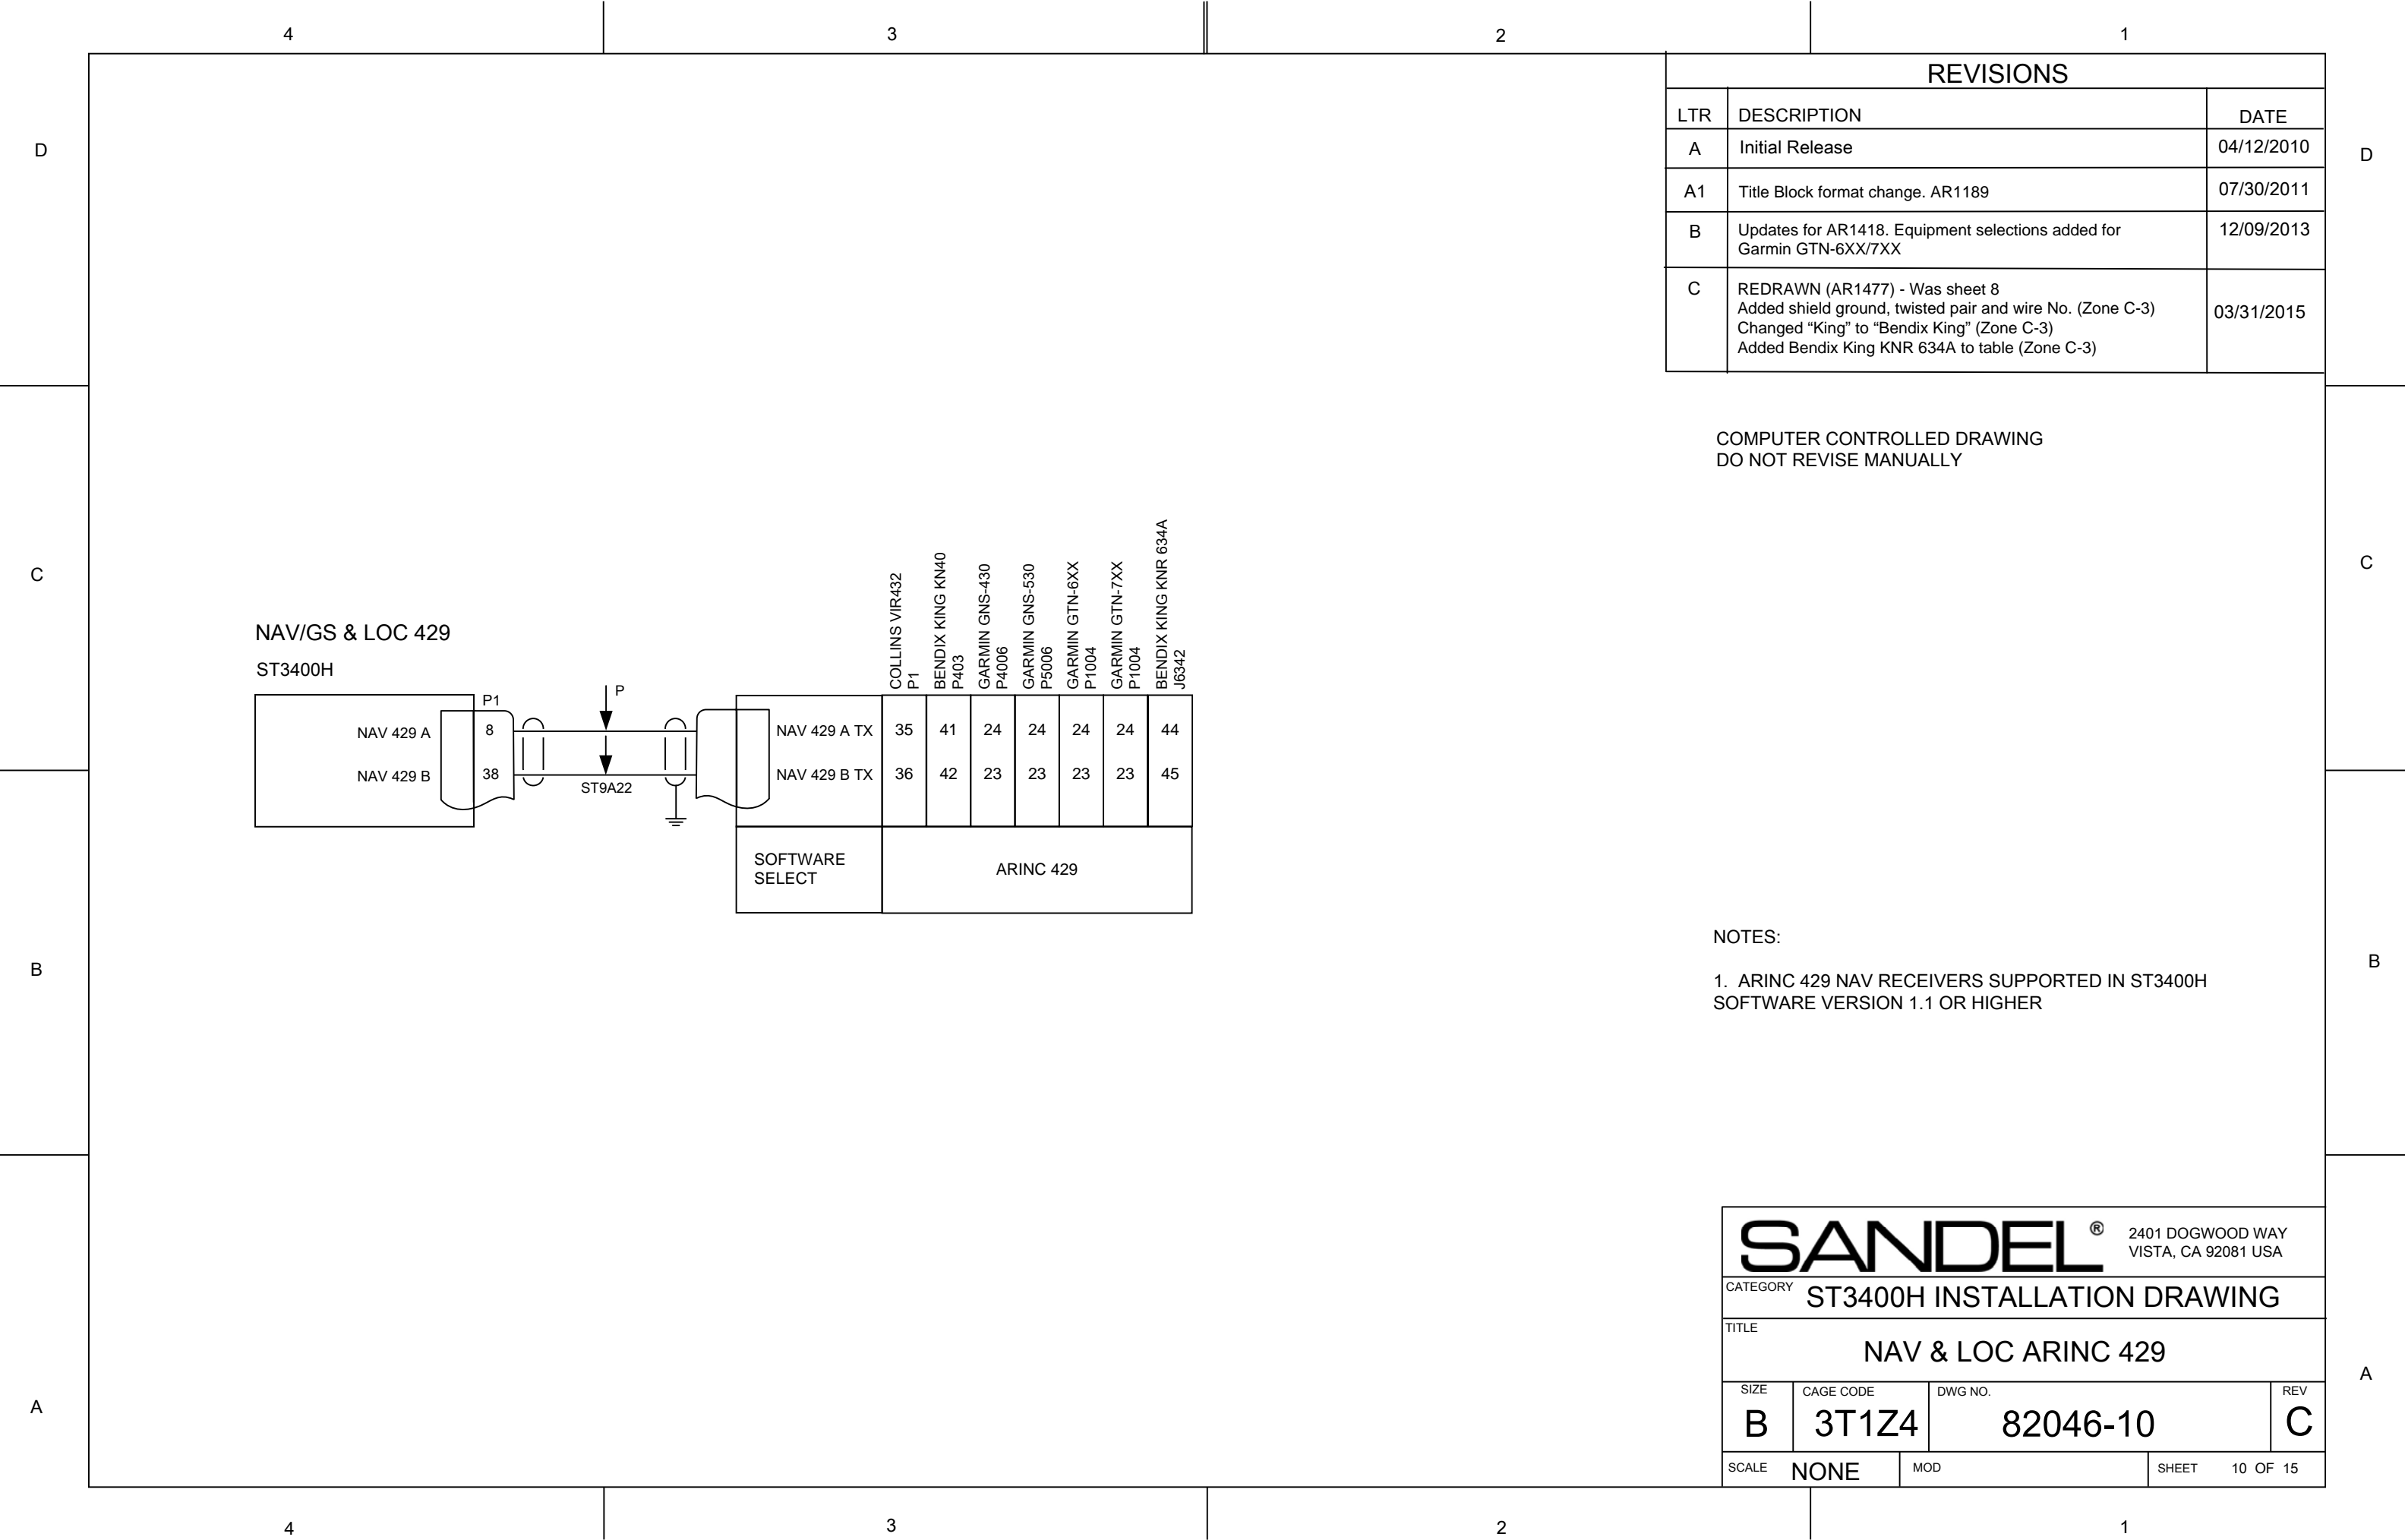 4 3 2 1
REVISIONS
LTR DESCRIPTION DATE
A Initial Release 04/12/2010
A1 Title Block format change. AR1189 07/30/2011
B Updates for AR1418. Equipment selections added for 12/09/2013
Garmin GTN-6XX/7XX
C REDRAWN (AR1477) - Was sheet 8
Added shield ground, twisted pair and wire No. (Zone C-3) 03/31/2015
Changed “King” to “Bendix King” (Zone C-3)
Added Bendix King KNR 634A to table (Zone C-3)
D D
COMPUTER CONTROLLED DRAWING
DO NOT REVISE MANUALLY
C C
NAV/GS & LOC 429
ST3400H
COLLINS VIR432
P1
BENDIX KING KN40
P403
GARMIN GNS-430
P4006
GARMIN GNS-530
P5006
GARMIN GTN-6XX
P1004
GARMIN GTN-7XX
P1004
BENDIX KING KNR 634A
J6342
P1 P
NAV 429 A 8 NAV 429 A TX 35 41 24 24 24 24 44
NAV 429 B 38 NAV 429 B TX 36 42 23 23 23 23 45
ST9A22
SOFTWARE
SELECT
ARINC 429
B B
NOTES:
1. ARINC 429 NAV RECEIVERS SUPPORTED IN ST3400H
SOFTWARE VERSION 1.1 OR HIGHER
SANDEL®
2401 DOGWOOD WAY
VISTA, CA 92081 USA
CATEGORY ST3400H INSTALLATION DRAWING
TITLE
NAV & LOC ARINC 429
SIZE CAGE CODE DWG NO. REV
B 3T1Z4 82046-10 C
SCALE NONE MOD SHEET 10 OF 15
A A
4 3 2 1